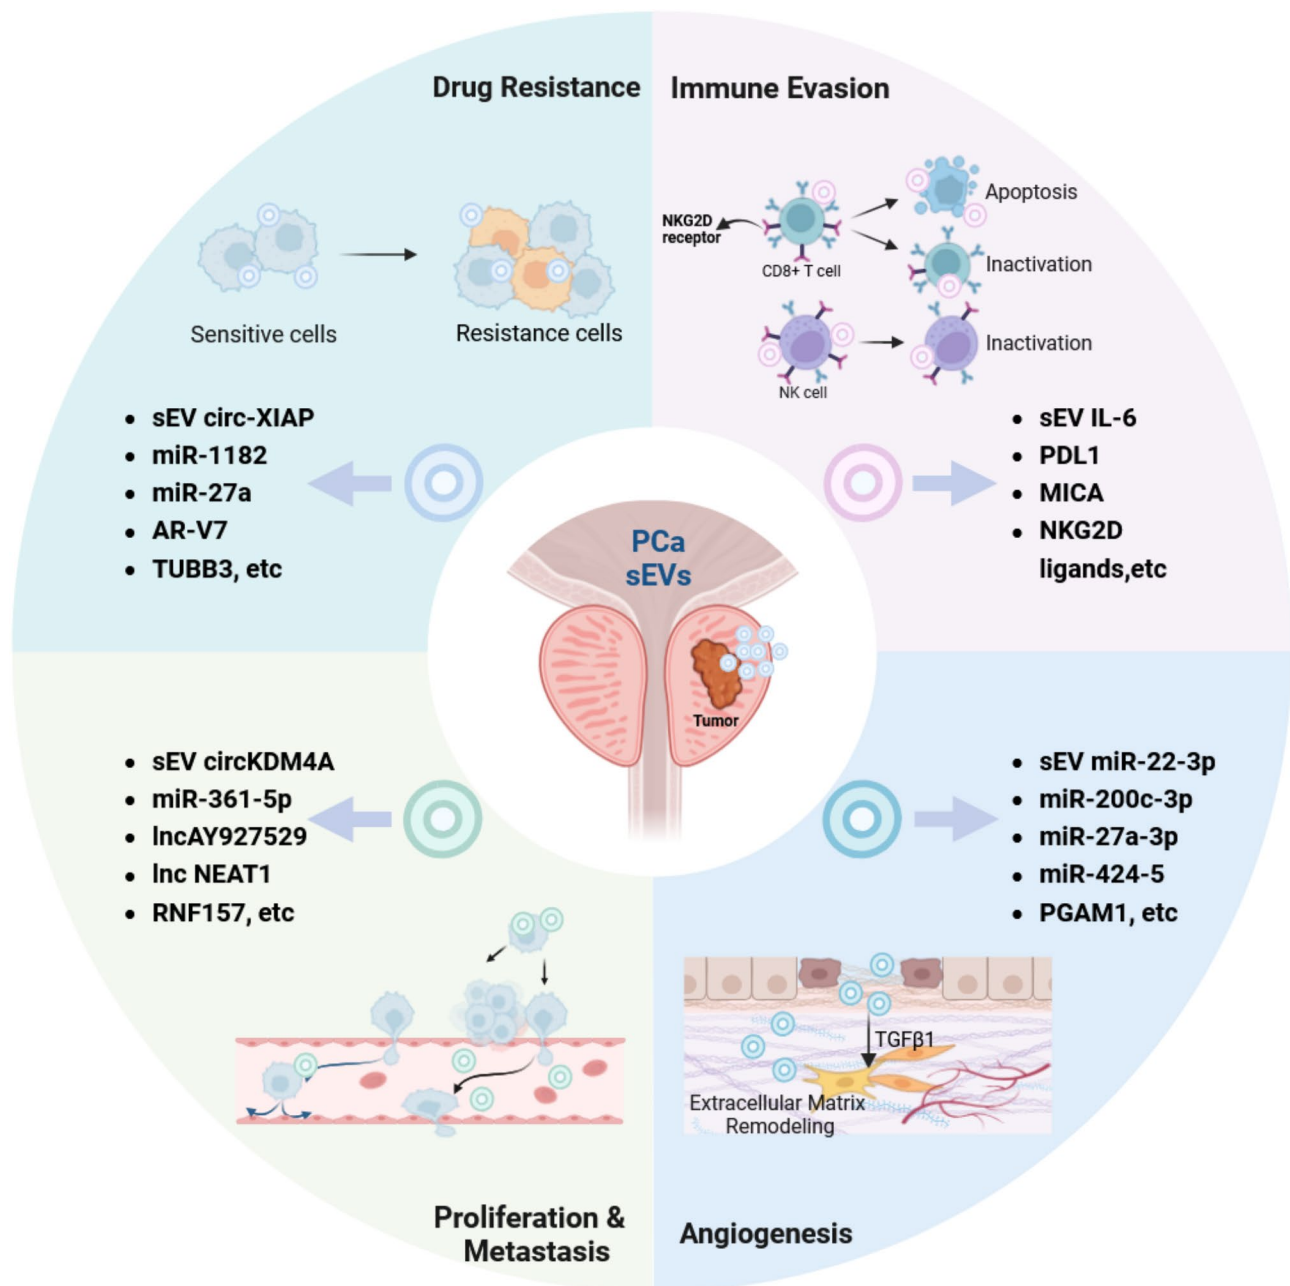 Drug Resistance
Sensitive cells
Resistance cells
• sEV circ-XIAP
• miR-1182
• miR-27a
• AR-V7
• TUBB3, etc
Immune Evasion
NKG2D
receptor
CD8+ T cell
Apoptosis
Inactivation
NK cell
Inactivation
• sEV IL-6
• PDL1
• MICA
• NKG2D
ligands,etc
PCa
sEVs
Tumor
• sEV circKDM4A
• miR-361-5p
• lncAY927529
• lnc NEAT1
• RNF157, etc
Proliferation &
Metastasis
• sEV miR-22-3p
• miR-200c-3p
• miR-27a-3p
• miR-424-5
• PGAM1, etc
TGFβ1
Extracellular Matrix
Remodeling
Angiogenesis